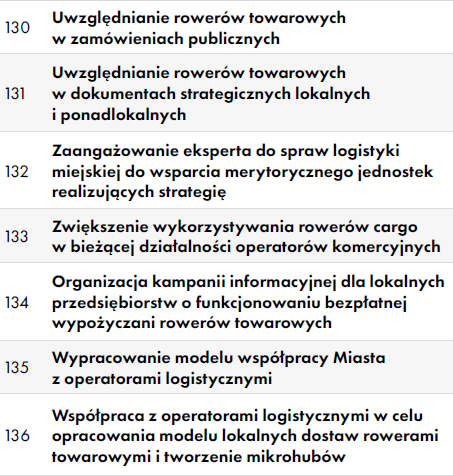 130
Uwzględnianie rowerów towarowych
w zamówieniach publicznych
131
Uwzględnianie rowerów towarowych
w dokumentach strategicznych lokalnych
i ponadlokalnych
132
Zaangażowanie eksperta do spraw logistyki
miejskiej do wsparcia merytorycznego jednostek
realizujących strategię
133
Zwiększenie wykorzystywania rowerów cargo
w bieżącej działalności operatorów komercyjnych
134
Organizacja kampanii informacyjnej dla lokalnych
przedsiębiorstw o funkcjonowaniu bezpłatnej
wypożyczani rowerów towarowych
135
Wypracowanie modelu współpracy Miasta
z operatorami logistycznymi
136
Współpraca z operatorami logistycznymi w celu
opracowania modelu lokalnych dostaw rowerami
towarowymi i tworzenie mikrohubów